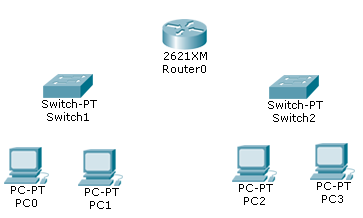 2621XM
Router0
Switch-PT
Switch1
Switch-PT
Switch2
PC-PT
PC0
PC-PT
PC1
PC-PT
PC2
PC-PT
PC3